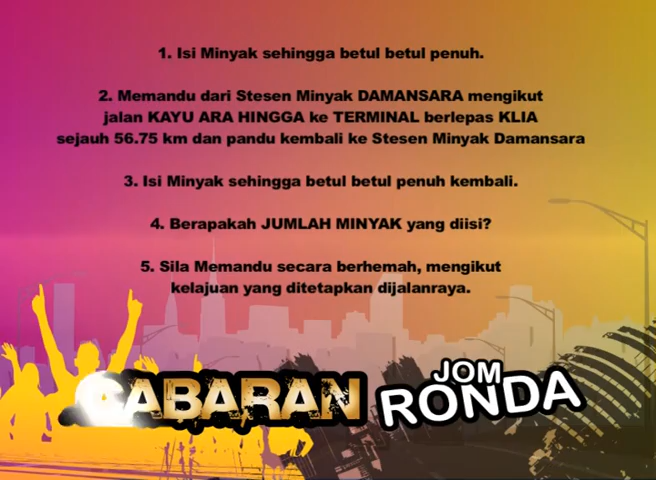 1. Isi Minyak sehingga betul betul penuh.
2. Memandu dari Stesen Minyak DAMANSARA mengikut
jalan KAYU ARA HINGGA ke TERMINAL berlepas KLIA
sejauh 56.75 km dan pandu kembali ke Stesen Minyak Damansara
3. Isi Minyak sehingga betul betul penuh kembali.
4. Berapakah JUMLAH MINYAK yang diisi?
5. Sila Memandu secara berhemah, mengikut
kelajuan yang ditetapkan dijalanraya.
CABARAN JOM
RONDA